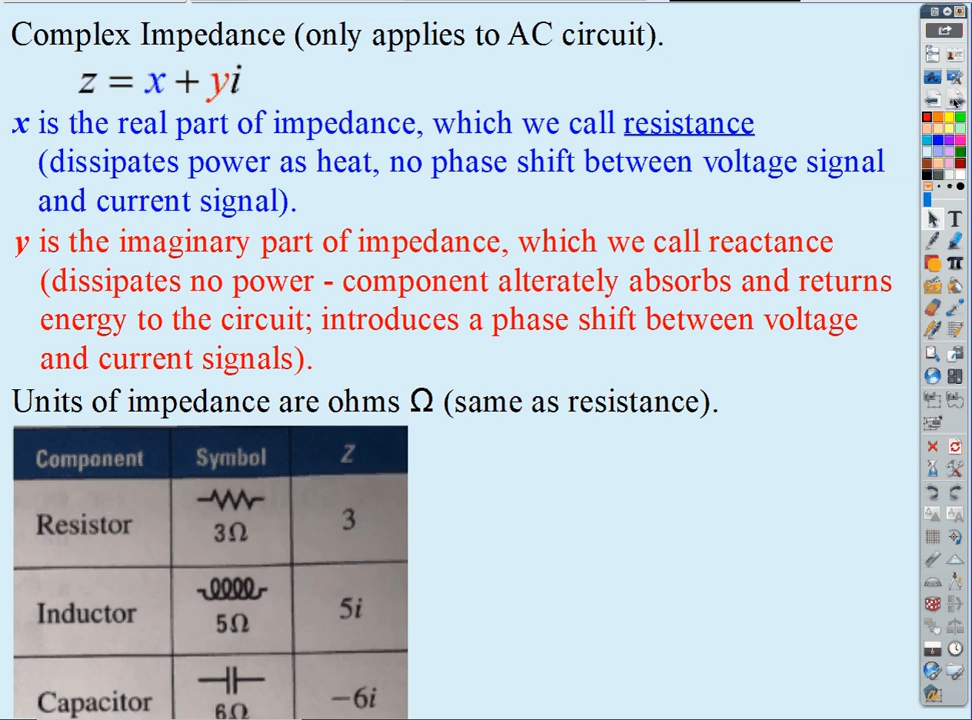 Complex Impedance (only applies to AC circuit).
z = x + yi
x is the real part of impedance, which we call resistance
(dissipates power as heat, no phase shift between voltage signal
and current signal).
y is the imaginary part of impedance, which we call reactance
(dissipates no power - component alterately absorbs and returns
energy to the circuit; introduces a phase shift between voltage
and current signals).
Units of impedance are ohms Ω (same as resistance).
Component Symbol Z
Resistor 3Ω 3
Inductor 5Ω 5i
Capacitor 6Ω −6i